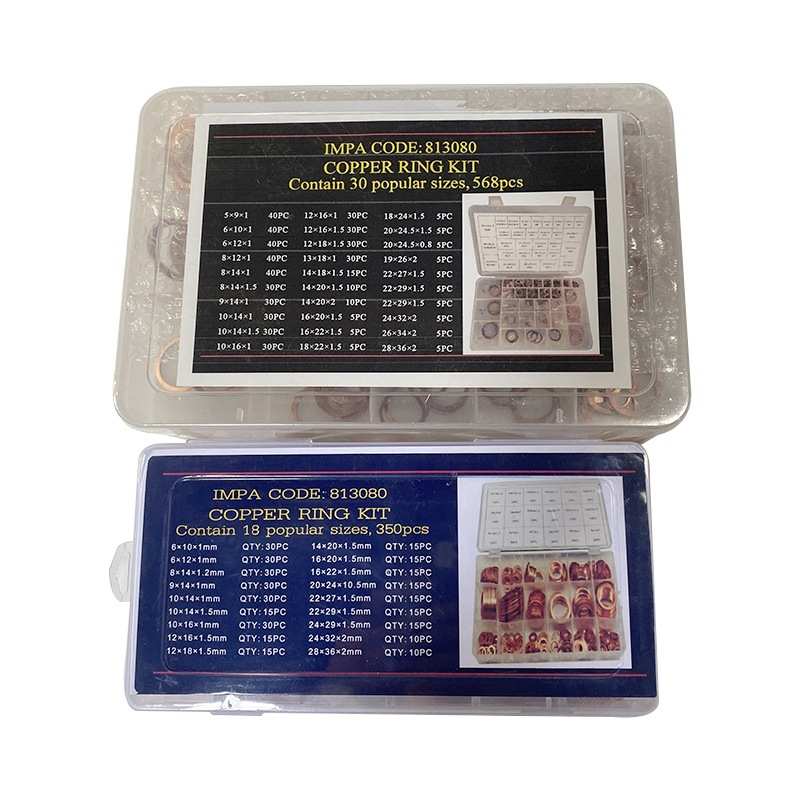 IMPA CODE: 813080
COPPER RING KIT
Contain 30 popular sizes, 568pcs
5×9×1 40PC 12×16×1 30PC 18×24×1.5 5PC
6×10×1 40PC 12×16×1.5 30PC 20×24.5×1.5 5PC
6×12×1 40PC 12×18×1.5 30PC 20×24.5×0.8 5PC
8×12×1 40PC 13×18×1 30PC 19×26×2 5PC
8×14×1 40PC 14×18×1.5 15PC 22×27×1.5 5PC
8×14×1.5 30PC 14×20×1.5 10PC 22×29×1.5 5PC
9×14×1 30PC 14×20×2 10PC 22×29×1.5 5PC
10×14×1 30PC 16×20×1.5 5PC 24×32×2 5PC
10×14×1.5 30PC 16×22×1.5 5PC 26×34×2 5PC
10×16×1 30PC 18×22×1.5 5PC 28×36×2 5PC
IMPA CODE: 813080
COPPER RING KIT
Contain 18 popular sizes, 350pcs
6×10×1mm QTY:30PC 14×20×1.5mm QTY:15PC
6×12×1mm QTY:30PC 16×20×1.5mm QTY:15PC
8×14×1.2mm QTY:30PC 16×22×1.5mm QTY:15PC
9×14×1mm QTY:30PC 20×24×10.5mm QTY:15PC
10×14×1mm QTY:30PC 22×27×1.5mm QTY:15PC
10×14×1.5mm QTY:15PC 22×29×1.5mm QTY:15PC
10×16×1mm QTY:30PC 24×29×1.5mm QTY:15PC
12×16×1.5mm QTY:15PC 24×32×2mm QTY:10PC
12×18×1.5mm QTY:15PC 28×36×2mm QTY:10PC